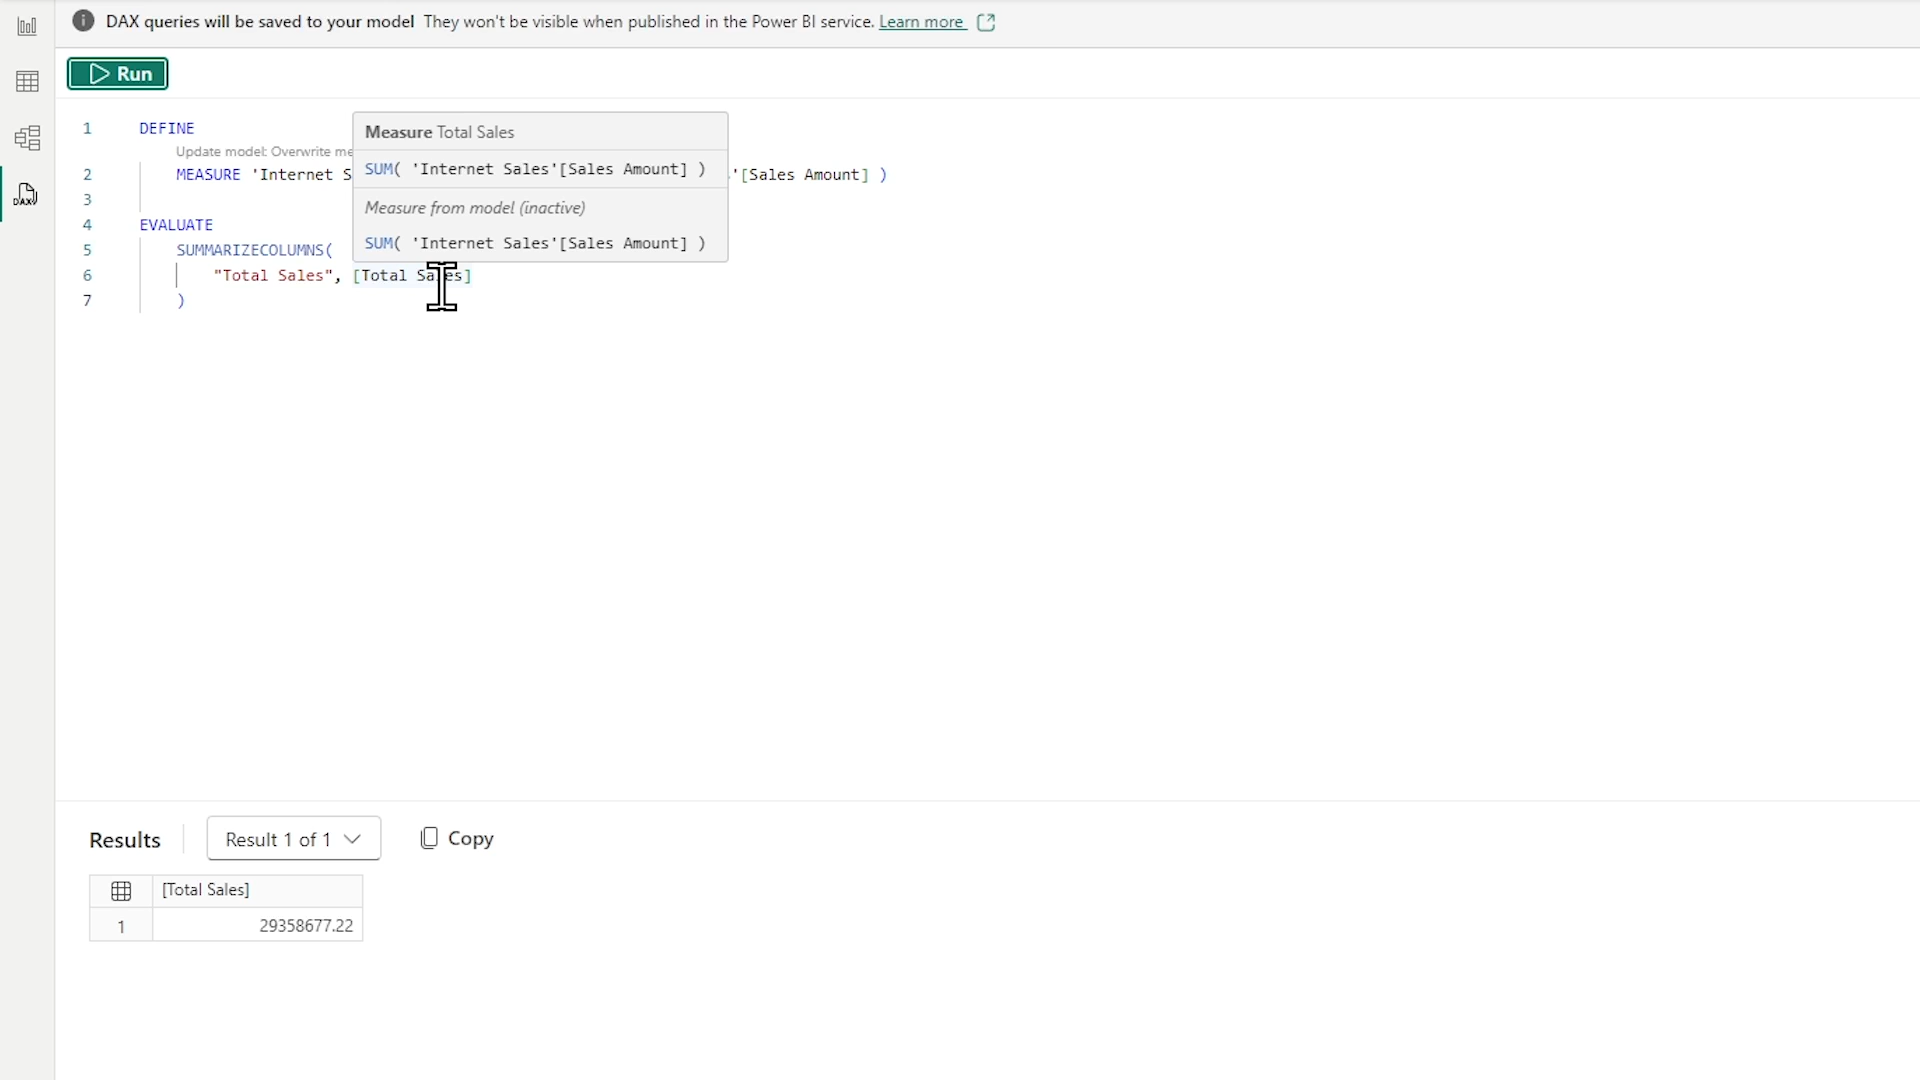 DAX queries will be saved to your model They won't be visible when published in the Power BI service. Learn more
DAX
Run
1 DEFINE
Update model: Overwrite me
2 MEASURE 'Internet S '[Sales Amount] )
3
4 EVALUATE
5 SUMMARIZECOLUMNS(
6 "Total Sales", [Total Sales]
7 )
Measure Total Sales
SUM( 'Internet Sales'[Sales Amount] )
Measure from model (inactive)
SUM( 'Internet Sales'[Sales Amount] )
Results Result 1 of 1 Copy
[Total Sales]
1 29358677.22